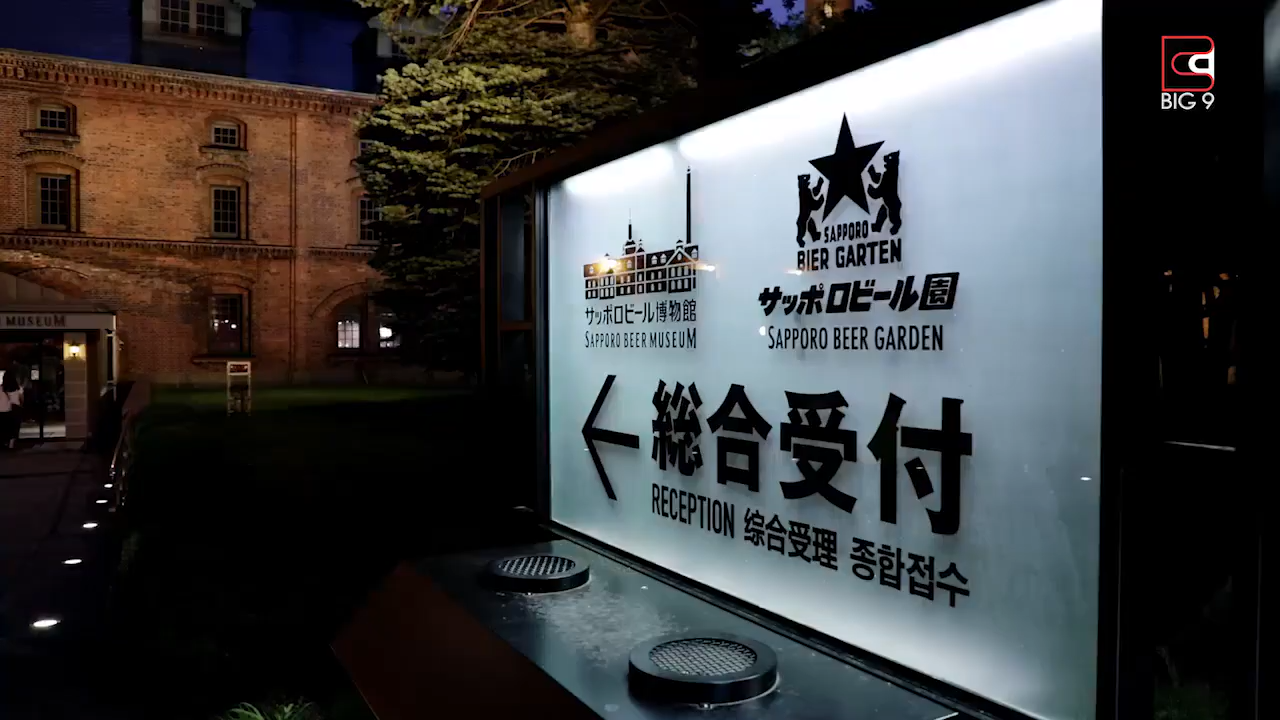 BIG 9
SAPPORO
BIER GARTEN
サッポロビール博物館
SAPPORO BEER MUSEUM
サッポロビール園
SAPPORO BEER GARDEN
総合受付
RECEPTION 综合受理 종합접수
MUSEUM